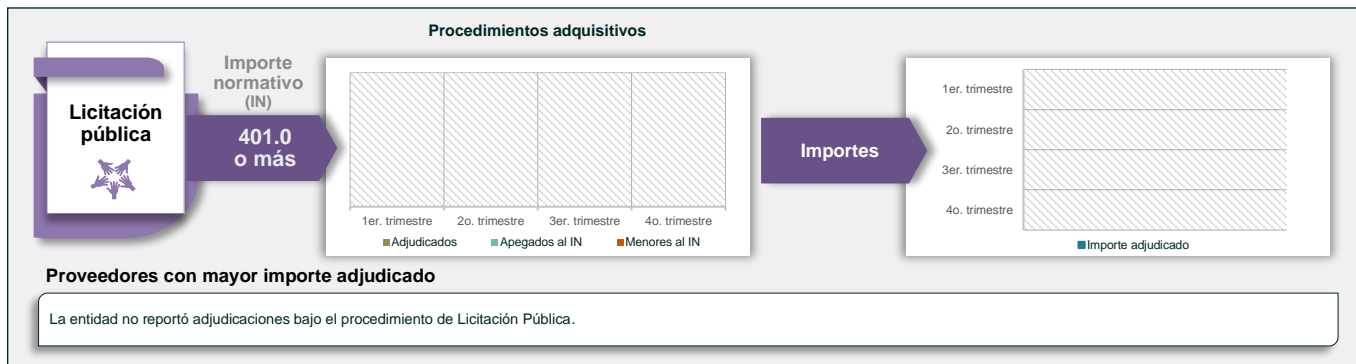 Procedimientos adquisitivos
Licitación
pública
Importe
normativo
(IN)
401.0
o más
1er. trimestre
2o. trimestre
3er. trimestre
4o. trimestre
Adjudicados
Apegados al IN
Menores al IN
Importes
1er. trimestre
2o. trimestre
3er. trimestre
4o. trimestre
Importe adjudicado
Proveedores con mayor importe adjudicado
La entidad no reportó adjudicaciones bajo el procedimiento de Licitación Pública.